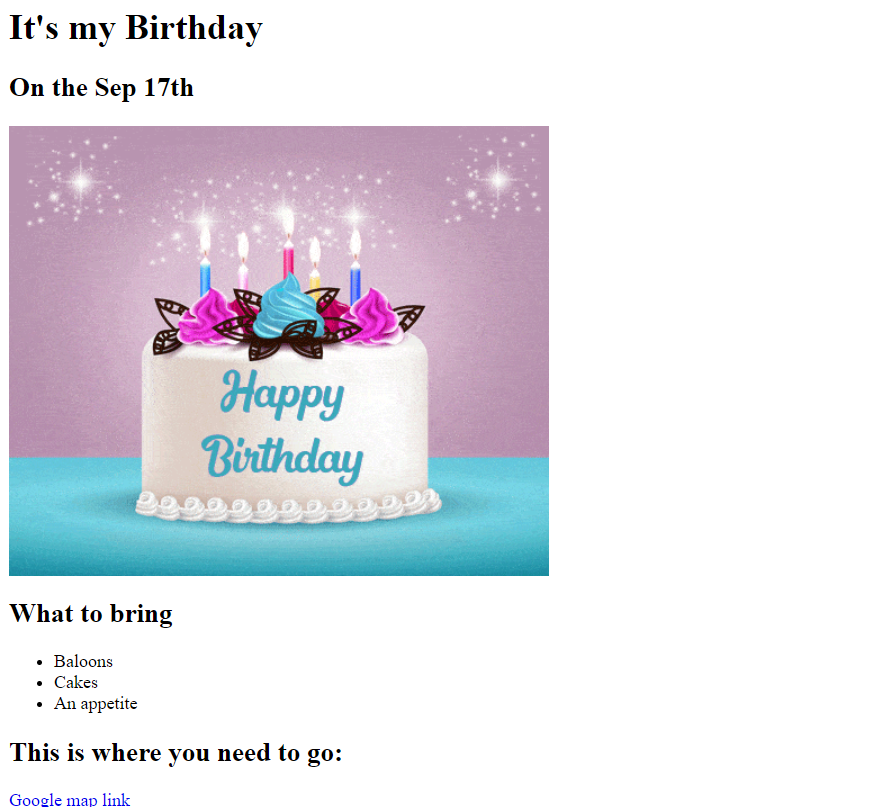 It's my Birthday
On the Sep 17th
Happy
Birthday
What to bring
Baloons
Cakes
An appetite
This is where you need to go:
Google map link